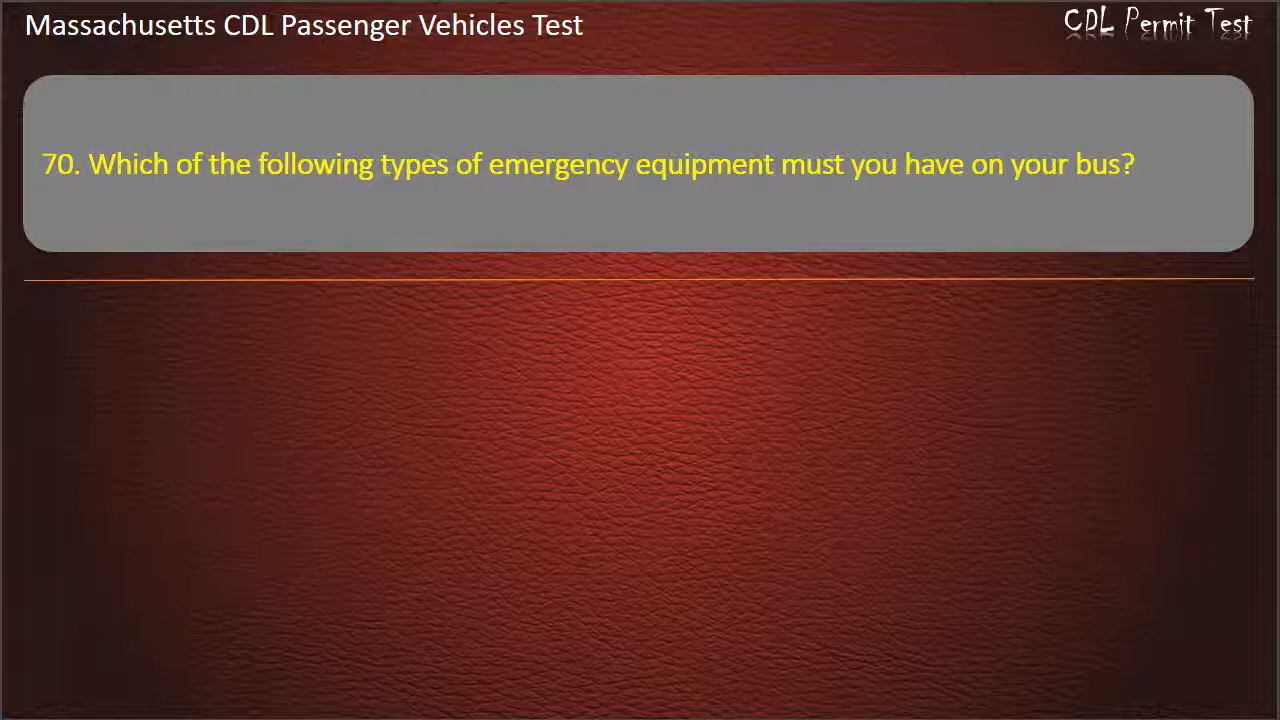 Massachusetts CDL Passenger Vehicles Test
CDL Permit Test
70. Which of the following types of emergency equipment must you have on your bus?